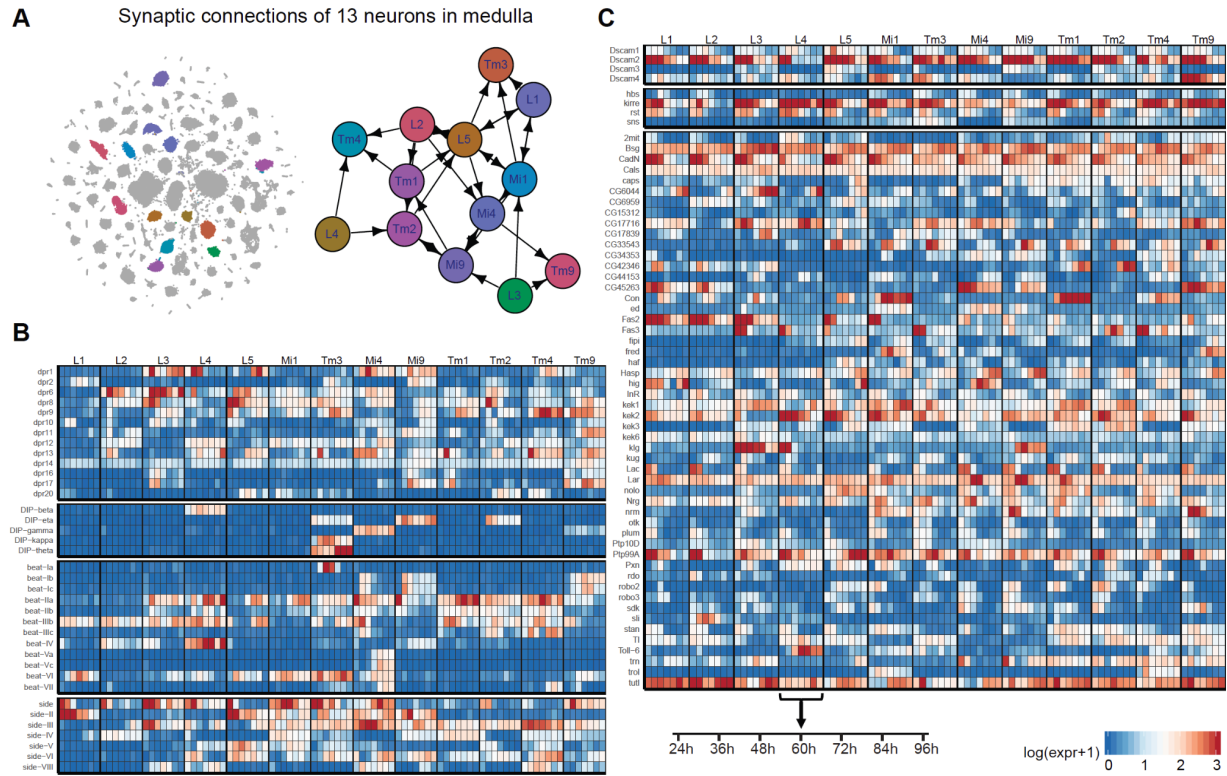 A
Synaptic connections of 13 neurons in medulla
Tm3
L1
L2
Tm4
L5
Tm1
Mi1
Mi4
L4
Tm2
Mi9
Tm9
L3
B
L1 L2 L3 L4 L5 Mi1 Tm3 Mi4 Mi9 Tm1 Tm2 Tm4 Tm9
dpr1
dpr2
dpr6
dpr8
dpr9
dpr10
dpr11
dpr12
dpr13
dpr14
dpr16
dpr17
dpr20
DIP-beta
DIP-eta
DIP-gamma
DIP-kappa
DIP-theta
beat-Ia
beat-Ib
beat-Ic
beat-IIa
beat-IIb
beat-IIIb
beat-IIIc
beat-IV
beat-Va
beat-Vc
beat-VI
beat-VII
side
side-II
side-III
side-IV
side-V
side-VI
side-VIII
C
L1 L2 L3 L4 L5 Mi1 Tm3 Mi4 Mi9 Tm1 Tm2 Tm4 Tm9
Dscam1
Dscam2
Dscam3
Dscam4
hbs
kirre
rst
sns
2mit
Bsg
CadN
Cals
caps
CG6044
CG6959
CG15312
CG17716
CG17839
CG33543
CG34353
CG42346
CG44153
CG45263
Con
ed
Fas2
Fas3
fipi
fred
haf
Hasp
hig
InR
kek1
kek2
kek3
kek6
klg
kug
Lac
Lar
nolo
Nrg
nrm
otk
plum
Ptp10D
Ptp99A
Pxn
rdo
robo2
robo3
sdk
sli
stan
Tl
Toll-6
trn
trol
tutl
24h 36h 48h 60h 72h 84h 96h
log(expr+1)
0 1 2 3